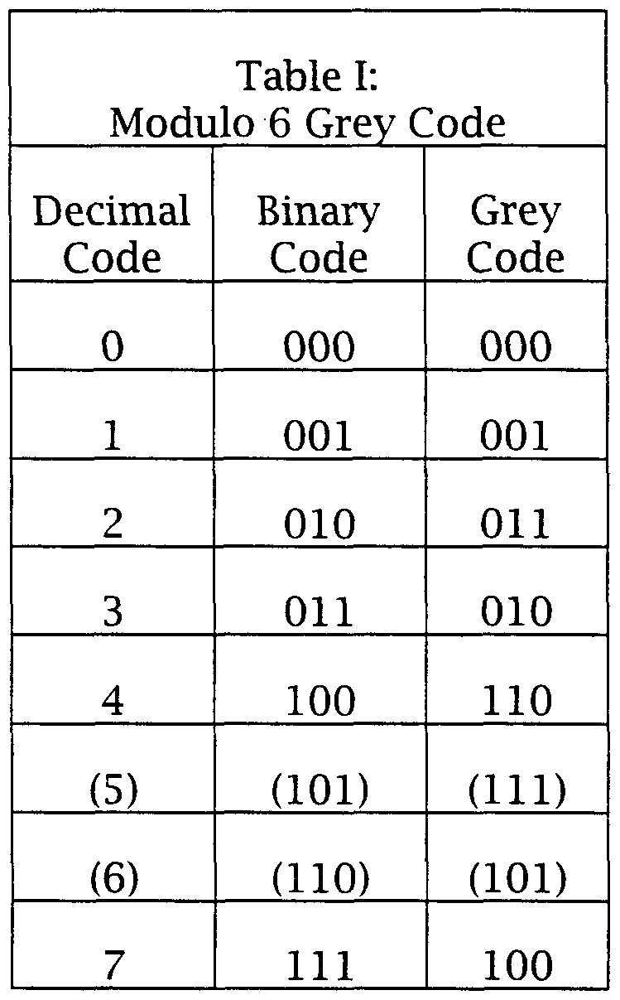 Table I:
Modulo 6 Grey Code
Decimal Code Binary Code Grey Code
0 000 000
1 001 001
2 010 011
3 011 010
4 100 110
(5) (101) (111)
(6) (110) (101)
7 111 100